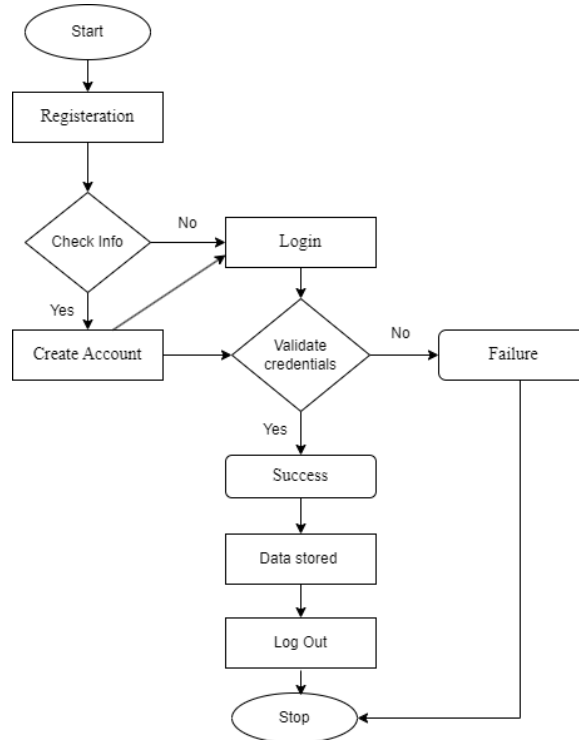 Start
Registeration
Check Info
No
Login
Yes
Create Account
Validate
credentials
No
Failure
Yes
Success
Data stored
Log Out
Stop